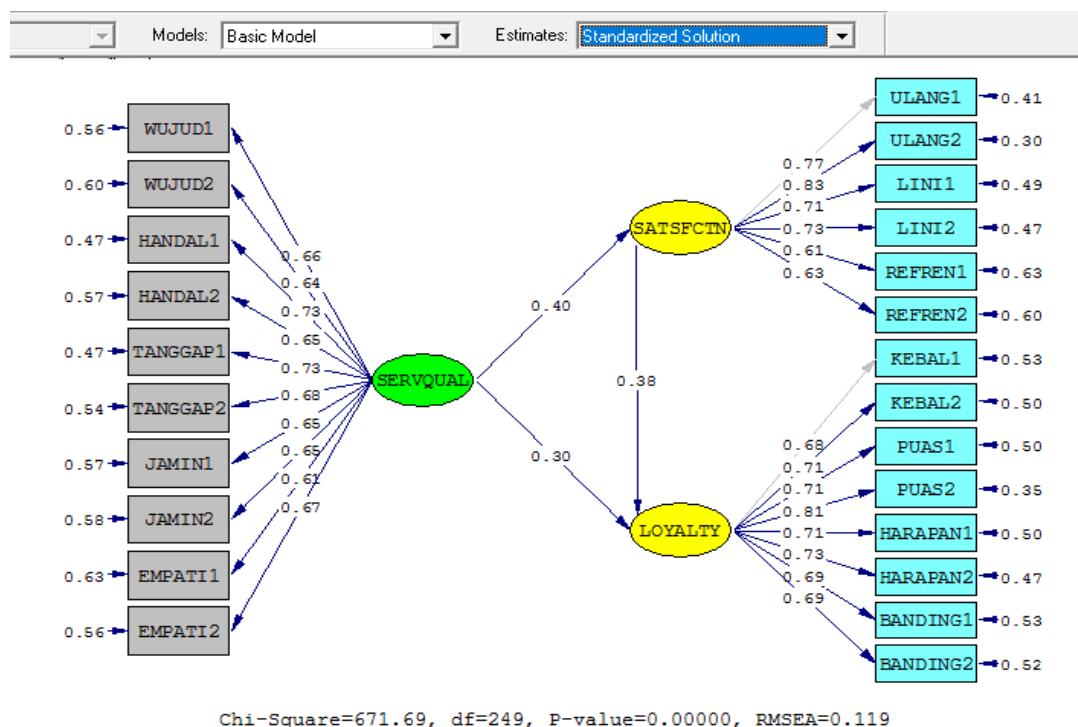 Models: Basic Model Estimates: Standardized Solution
0.56 WUJUD1
0.60 WUJUD2
0.47 HANDAL1
0.57 HANDAL2
0.47 TANGGAP1
0.54 TANGGAP2
0.57 JAMIN1
0.58 JAMIN2
0.63 EMPATI1
0.56 EMPATI2
0.66
0.64
0.73
0.65
0.73
0.68
0.65
0.65
0.61
0.67
SERVQUAL
0.40
0.30
SATSFCTN
0.38
LOYALTY
0.77
0.83
0.71
0.73
0.61
0.63
0.68
0.71
0.71
0.81
0.71
0.73
0.69
0.69
ULANG1 0.41
ULANG2 0.30
LINI1 0.49
LINI2 0.47
REFREN1 0.63
REFREN2 0.60
KEBAL1 0.53
KEBAL2 0.50
PUAS1 0.50
PUAS2 0.35
HARAPAN1 0.50
HARAPAN2 0.47
BANDING1 0.53
BANDING2 0.52
Chi-Square=671.69, df=249, P-value=0.00000, RMSEA=0.119